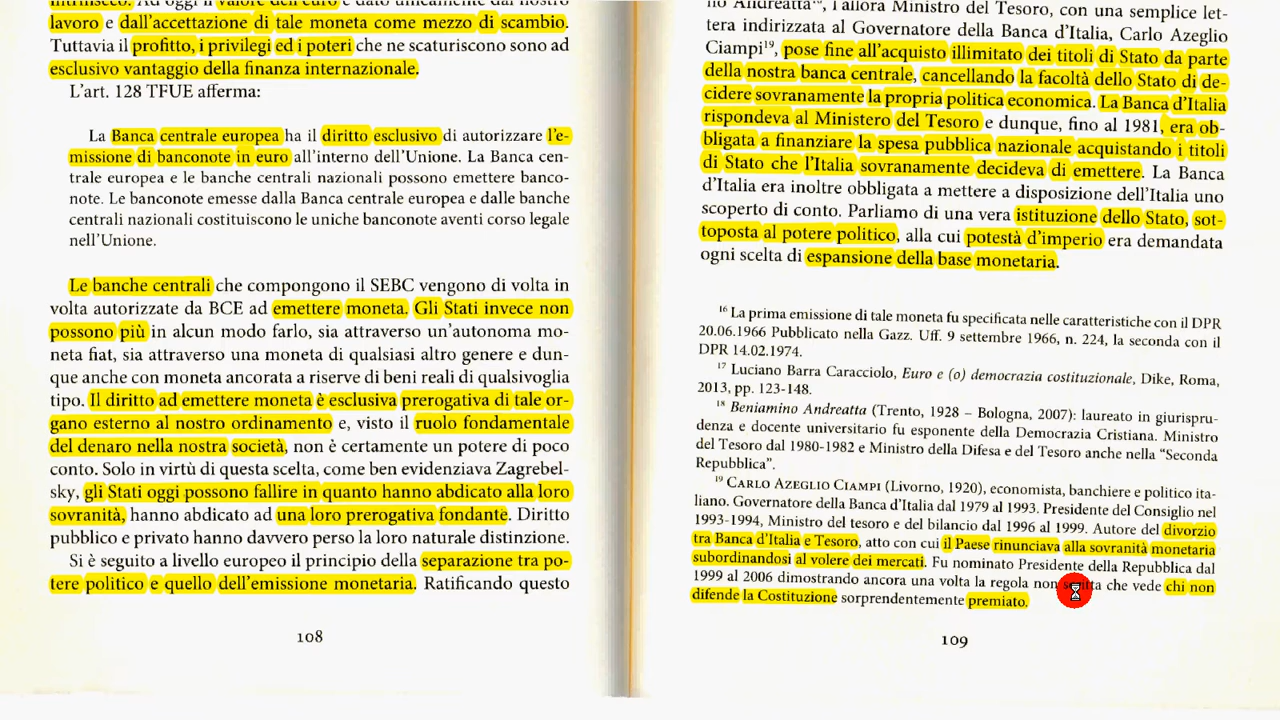 lavoro e dall'accettazione di tale moneta come mezzo di scambio.
Tuttavia il profitto, i privilegi ed i poteri che ne scaturiscono sono ad
esclusivo vantaggio della finanza internazionale.
L'art. 128 TFUE afferma:
La Banca centrale europea ha il diritto esclusivo di autorizzare l'e-
missione di banconote in euro all'interno dell'Unione. La Banca cen-
trale europea e le banche centrali nazionali possono emettere banco-
note. Le banconote emesse dalla Banca centrale europea e dalle banche
centrali nazionali costituiscono le uniche banconote aventi corso legale
nell'Unione.
Le banche centrali che compongono il SEBC vengono di volta in
volta autorizzate da BCE ad emettere moneta. Gli Stati invece non
possono più in alcun modo farlo, sia attraverso un'autonoma mo-
neta fiat, sia attraverso una moneta di qualsiasi altro genere e dun-
que anche con moneta ancorata a riserve di beni reali di qualsivoglia
tipo. Il diritto ad emettere moneta è esclusiva prerogativa di tale or-
gano esterno al nostro ordinamento e, visto il ruolo fondamentale
del denaro nella nostra società, non è certamente un potere di poco
conto. Solo in virtù di questa scelta, come ben evidenziava Zagrebel-
sky, gli Stati oggi possono fallire in quanto hanno abdicato alla loro
sovranità, hanno abdicato ad una loro prerogativa fondante. Diritto
pubblico e privato hanno davvero perso la loro naturale distinzione.
Si è seguito a livello europeo il principio della separazione tra po-
tere politico e quello dell'emissione monetaria. Ratificando questo
108
no Andreatta¹⁸, l'allora Ministro del Tesoro, con una semplice let-
tera indirizzata al Governatore della Banca d'Italia, Carlo Azeglio
Ciampi¹⁹, pose fine all'acquisto illimitato dei titoli di Stato da parte
della nostra banca centrale, cancellando la facoltà dello Stato di de-
cidere sovranamente la propria politica economica. La Banca d'Italia
rispondeva al Ministero del Tesoro e dunque, fino al 1981, era ob-
bligata a finanziare la spesa pubblica nazionale acquistando i titoli
di Stato che l'Italia sovranamente decideva di emettere. La Banca
d'Italia era inoltre obbligata a mettere a disposizione dell'Italia uno
scoperto di conto. Parliamo di una vera istituzione dello Stato, sot-
toposta al potere politico, alla cui potestà d'imperio era demandata
ogni scelta di espansione della base monetaria.
¹⁶ La prima emissione di tale moneta fu specificata nelle caratteristiche con il DPR
20.06.1966 Pubblicato nella Gazz. Uff. 9 settembre 1966, n. 224, la seconda con il
DPR 14.02.1974.
¹⁷ Luciano Barra Caracciolo, Euro e (o) democrazia costituzionale, Dike, Roma,
2013, pp. 123-148.
¹⁸ Beniamino Andreatta (Trento, 1928 – Bologna, 2007): laureato in giurispru-
denza e docente universitario fu esponente della Democrazia Cristiana. Ministro
del Tesoro dal 1980-1982 e Ministro della Difesa e del Tesoro anche nella “Seconda
Repubblica”.
¹⁹ CARLO AZEGLIO CIAMPI (Livorno, 1920), economista, banchiere e politico ita-
liano. Governatore della Banca d'Italia dal 1979 al 1993. Presidente del Consiglio nel
1993-1994, Ministro del tesoro e del bilancio dal 1996 al 1999. Autore del divorzio
tra Banca d'Italia e Tesoro, atto con cui il Paese rinunciava alla sovranità monetaria
subordinandosi al volere dei mercati. Fu nominato Presidente della Repubblica dal
1999 al 2006 dimostrando ancora una volta la regola non che vede chi non
difende la Costituzione sorprendentemente premiato.
109